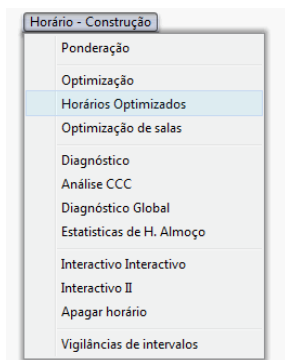 Horário - Construção
Ponderação
Optimização
Horários Optimizados
Optimização de salas
Diagnóstico
Análise CCC
Diagnóstico Global
Estatisticas de H. Almoço
Interactivo Interactivo
Interactivo II
Apagar horário
Vigilâncias de intervalos